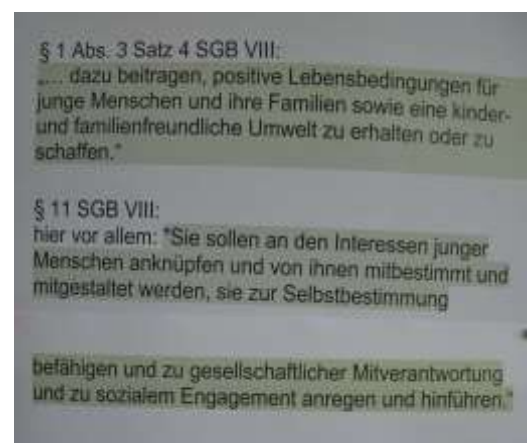 § 1 Abs. 3 Satz 4 SGB VIII:
„... dazu beitragen, positive Lebensbedingungen für
junge Menschen und ihre Familien sowie eine kinder-
und familienfreundliche Umwelt zu erhalten oder zu
schaffen."
§ 11 SGB VIII:
hier vor allem: "Sie sollen an den Interessen junger
Menschen anknüpfen und von ihnen mitbestimmt und
mitgestaltet werden, sie zur Selbstbestimmung
befähigen und zu gesellschaftlicher Mitverantwortung
und zu sozialem Engagement anregen und hinführen."